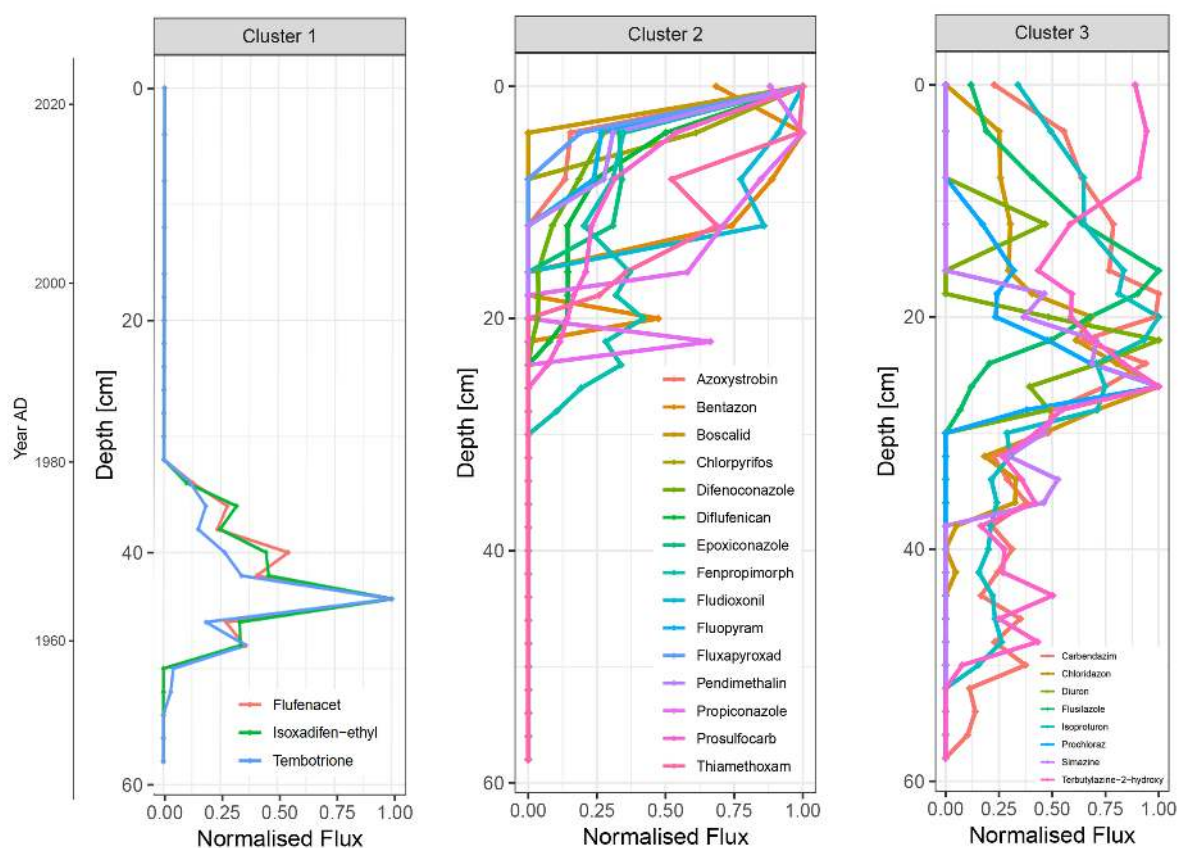 Cluster 1
Cluster 2
Cluster 3
Year AD
2020
2000
1980
1960
Depth [cm]
0
20
40
60
Flufenacet
Isoxadifen-ethyl
Tembotrione
0.00 0.25 0.50 0.75 1.00
Normalised Flux
Depth [cm]
0
20
40
60
Azoxystrobin
Bentazon
Boscalid
Chlorpyrifos
Difenoconazole
Diflufenican
Epoxiconazole
Fenpropimorph
Fludioxonil
Fluopyram
Fluxapyroxad
Pendimethalin
Propiconazole
Prosulfocarb
Thiamethoxam
0.00 0.25 0.50 0.75 1.00
Normalised Flux
Depth [cm]
0
20
40
60
Carbendazim
Chloridazon
Diuron
Flusilazole
Isoproturon
Prochloraz
Simazine
Terbutylazine-2-hydroxy
0.00 0.25 0.50 0.75 1.00
Normalised Flux